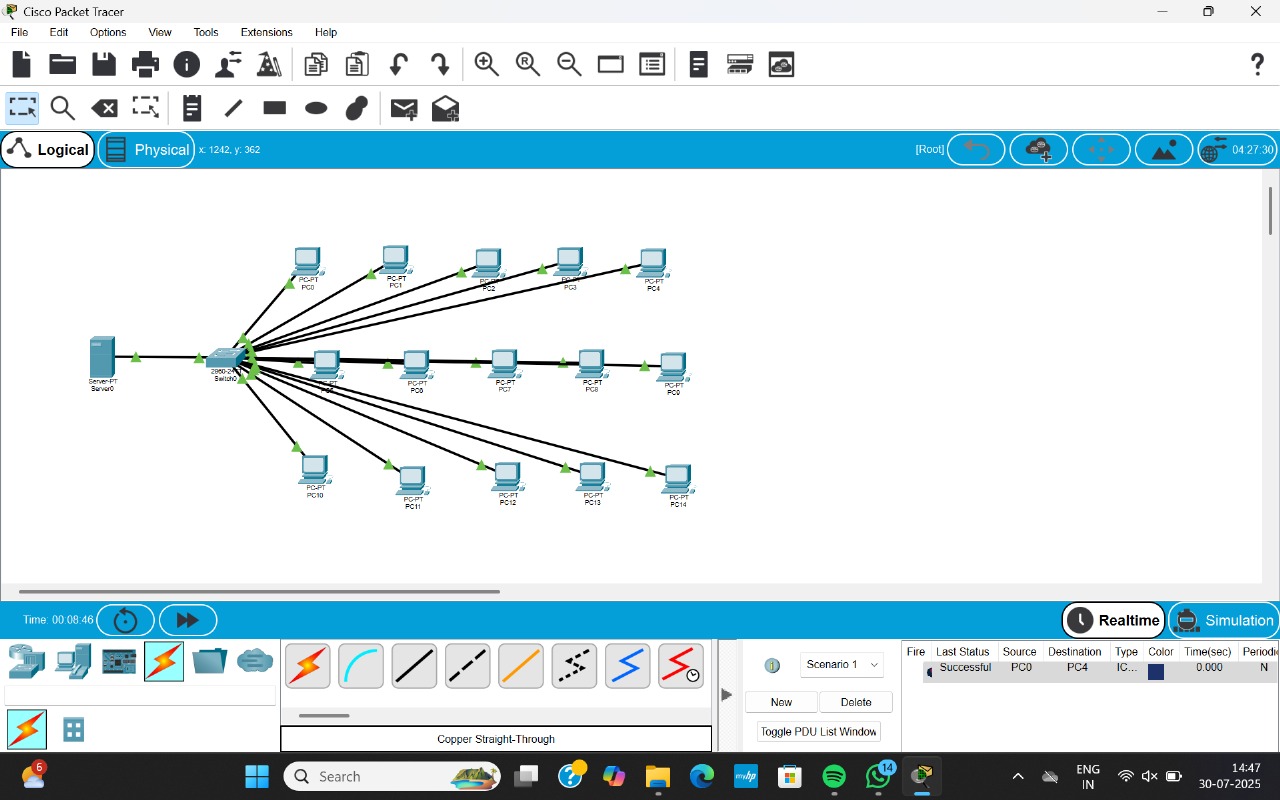 Cisco Packet Tracer
File Edit Options View Tools Extensions Help
Logical Physical x: 1242, y: 362 [Root] 04:27:30
PC-PT PC-PT PC-PT PC-PT PC-PT
PC0 PC1 PC2 PC3 PC4
Server-PT
Server0
Switch0
PC-PT PC-PT PC-PT PC-PT
PC6 PC7 PC8 PC9
PC-PT PC-PT PC-PT PC-PT PC-PT
PC10 PC11 PC12 PC13 PC14
Time: 00:08:46 Realtime Simulation
Scenario 1
New Delete
Toggle PDU List Window
Fire Last Status Source Destination Type Color Time(sec) Periodic
Successful PC0 PC4 IC... 0.000 N
Copper Straight-Through
6 Search myhp 14 ENG IN 14:47 30-07-2025